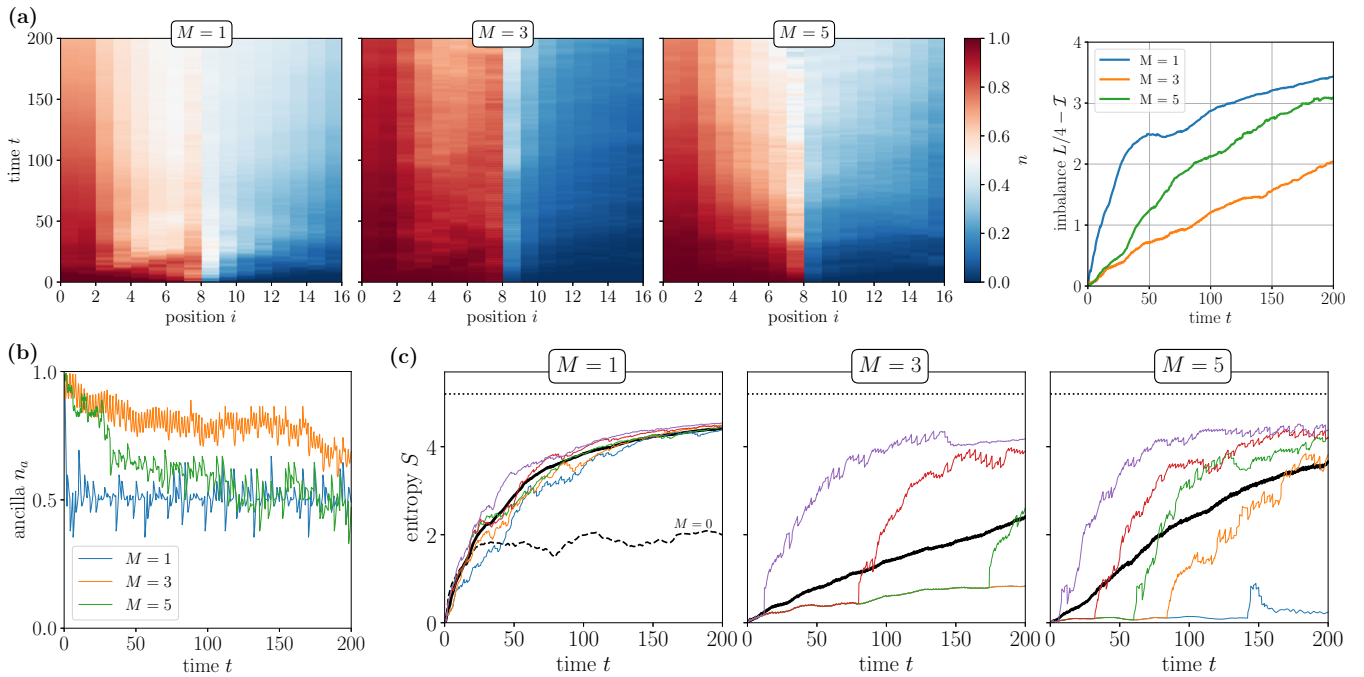 (a)
M = 1
M = 3
M = 5
200
150
100
50
0
time t
0 2 4 6 8 10 12 14 16
position i
0 2 4 6 8 10 12 14 16
position i
0 2 4 6 8 10 12 14 16
position i
1.0
0.8
0.6
0.4
0.2
0.0
n
4
3
2
1
0
imbalance L/4 − ℐ
M = 1
M = 3
M = 5
0 50 100 150 200
time t
(b)
1.0
0.5
0.0
ancilla nₐ
M = 1
M = 3
M = 5
0 50 100 150 200
time t
(c)
M = 1
M = 3
M = 5
4
2
0
entropy S
M = 0
0 50 100 150 200
time t
0 50 100 150 200
time t
0 50 100 150 200
time t